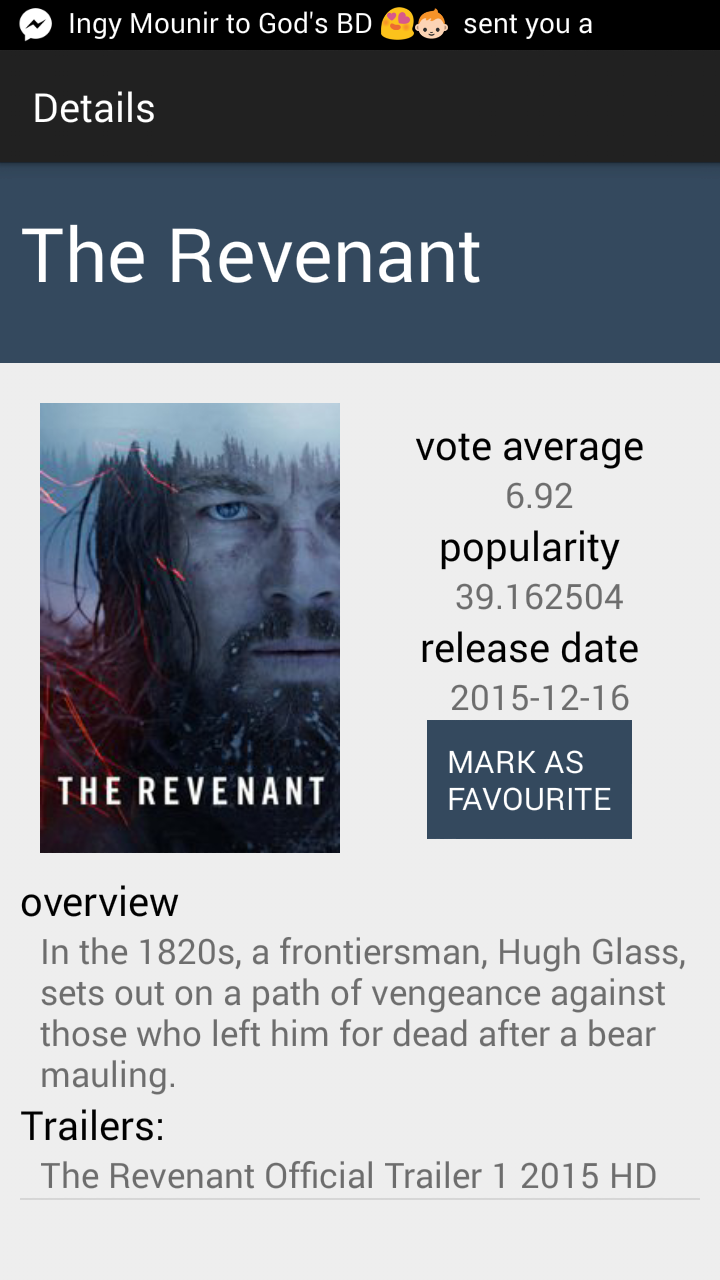 Ingy Mounir to God's BD 😍👶 sent you a
Details
The Revenant
THE REVENANT
vote average
6.92
popularity
39.162504
release date
2015-12-16
MARK AS
FAVOURITE
overview
In the 1820s, a frontiersman, Hugh Glass,
sets out on a path of vengeance against
those who left him for dead after a bear
mauling.
Trailers:
The Revenant Official Trailer 1 2015 HD